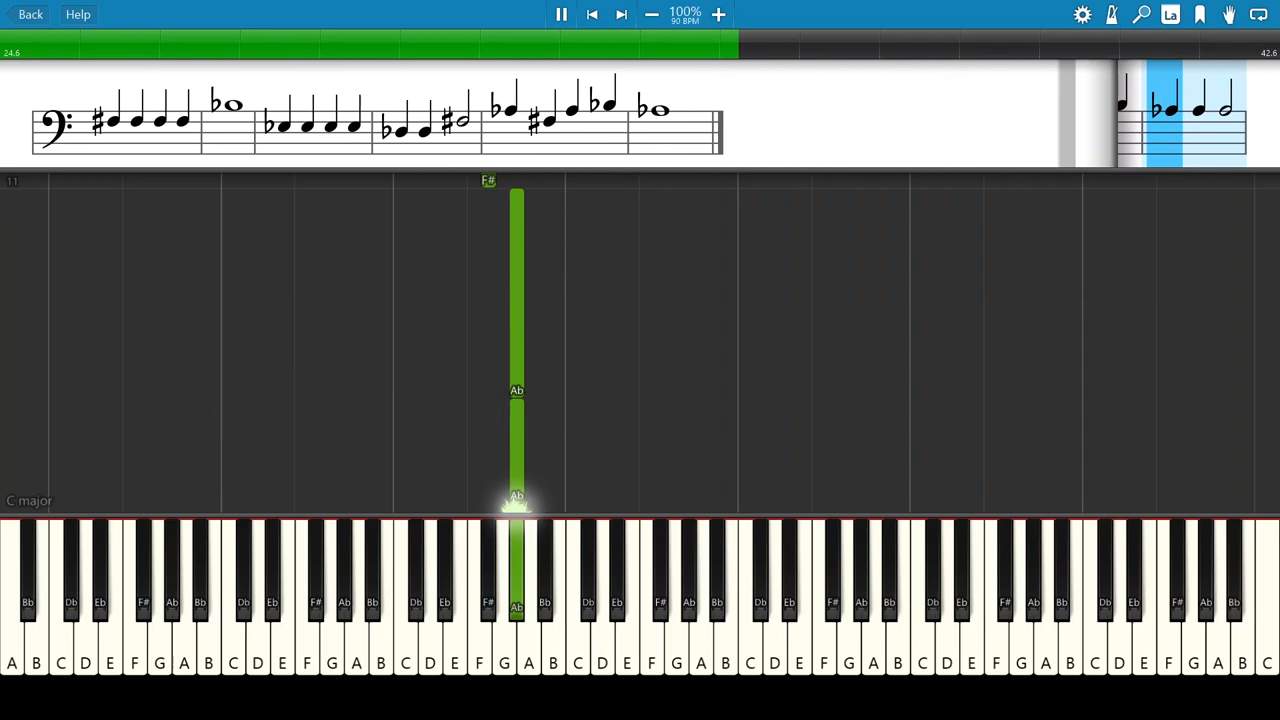 Back Help 100% La
90 BPM
24.6 42.6
11 F#
Ab
Ab
C major
Bb Db Eb F# Ab Bb Db Eb F# Ab Bb Db Eb F# Ab Bb Db Eb F# Ab Bb Db Eb F# Ab Bb Db Eb F# Ab Bb Db Eb F# Ab Bb
A B C D E F G A B C D E F G A B C D E F G A B C D E F G A B C D E F G A B C D E F G A B C D E F G A B C